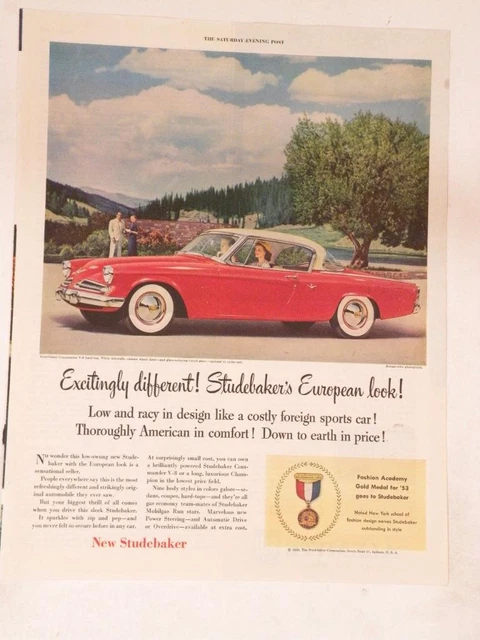 THE SATURDAY EVENING POST
Excitingly different! Studebaker's European look!
Low and racy in design like a costly foreign sports car!
Thoroughly American in comfort! Down to earth in price!
No wonder this low-swung new Stude-
baker with the European look is a
sensational seller.
People everywhere say this is the most
refreshingly different and strikingly orig-
inal automobile they ever saw.
But your biggest thrill of all comes
when you drive this sleek Studebaker.
It sparkles with zip and pep—and
you never felt so secure before in any car.
At surprisingly small cost, you can own
a brilliantly powered Studebaker Com-
mander V-8 or a long, luxurious Cham-
pion in the lowest price field.
Nine body styles in colors galore—se-
dans, coupes, hard-tops—and they're all
gas economy team-mates of Studebaker
Mobilgas Run stars. Marvelous new
Power Steering—and Automatic Drive
or Overdrive—available at extra cost.
New Studebaker
Fashion Academy
Gold Medal for '53
goes to Studebaker
Noted New York school of
fashion design names Studebaker
outstanding in style